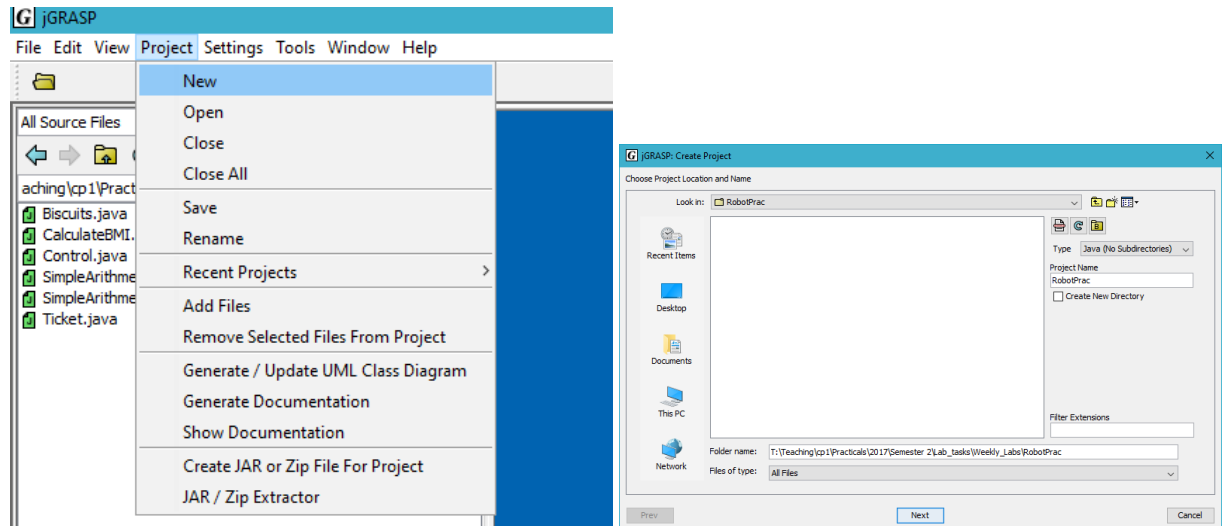 G jGRASP
File Edit View Project Settings Tools Window Help
New
Open
Close
Close All
Save
Rename
Recent Projects
Add Files
Remove Selected Files From Project
Generate / Update UML Class Diagram
Generate Documentation
Show Documentation
Create JAR or Zip File For Project
JAR / Zip Extractor
All Source Files
aching\cp1\Pract
Biscuits.java
CalculateBMI.
Control.java
SimpleArithme
SimpleArithme
Ticket.java
G jGRASP: Create Project
Choose Project Location and Name
Look in: RobotPrac
Recent Items
Desktop
Documents
This PC
Network
Type Java (No Subdirectories)
Project Name
RobotPrac
Create New Directory
Filter Extensions
Folder name: T:\Teaching\cp1\Practicals\2017\Semester 2\Lab_tasks\Weekly_Labs\RobotPrac
Files of type: All Files
Prev Next Cancel